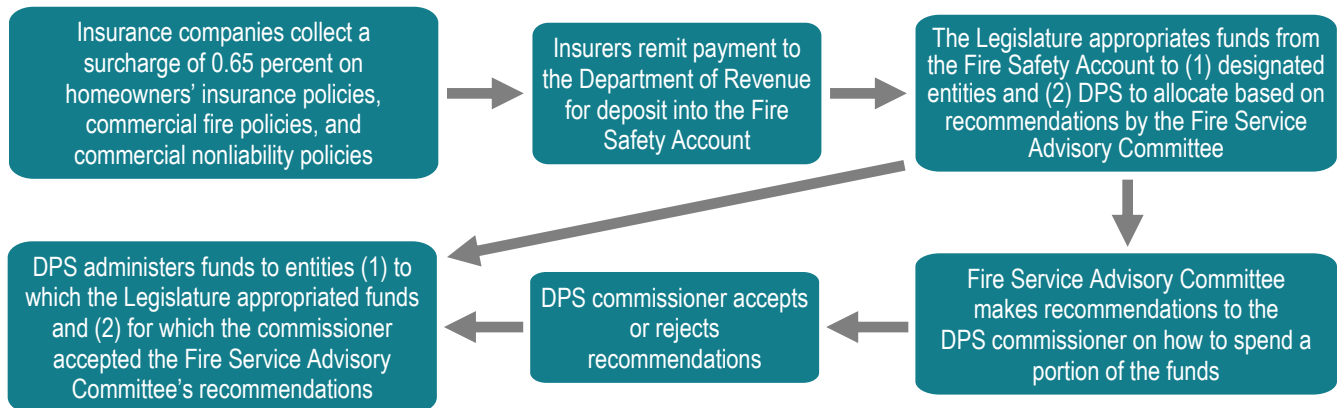 Insurance companies collect a
surcharge of 0.65 percent on
homeowners’ insurance policies,
commercial fire policies, and
commercial nonliability policies
Insurers remit payment to
the Department of Revenue
for deposit into the Fire
Safety Account
The Legislature appropriates funds from
the Fire Safety Account to (1) designated
entities and (2) DPS to allocate based on
recommendations by the Fire Service
Advisory Committee
Fire Service Advisory Committee
makes recommendations to the
DPS commissioner on how to spend a
portion of the funds
DPS commissioner accepts
or rejects
recommendations
DPS administers funds to entities (1) to
which the Legislature appropriated funds
and (2) for which the commissioner
accepted the Fire Service Advisory
Committee’s recommendations